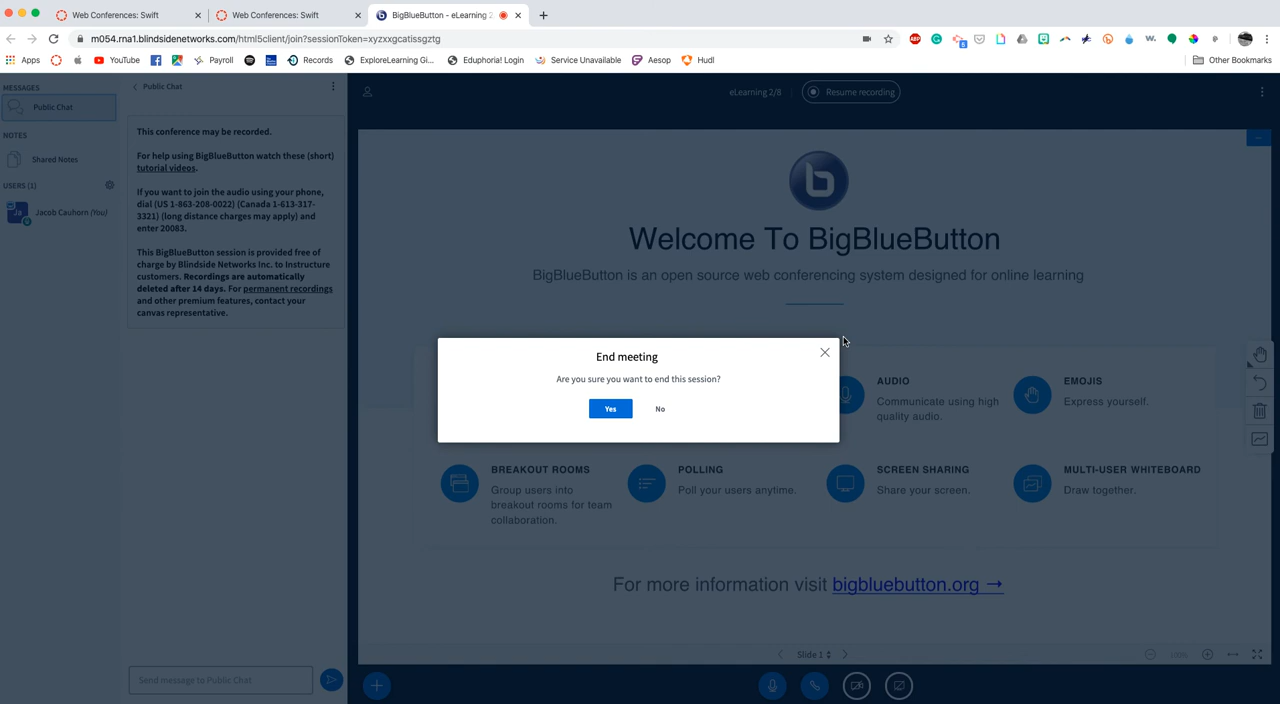 Web Conferences: Swift
Web Conferences: Swift
BigBlueButton - eLearning 2
m054.rna1.blindsidenetworks.com/html5client/join?sessionToken=xyzxxgcatissgztg
Apps
YouTube
Payroll
Records
ExploreLearning Gi...
Eduphoria! Login
Service Unavailable
Aesop
Hudl
Other Bookmarks
MESSAGES
Public Chat
NOTES
Shared Notes
USERS (1)
Jacob Cauhorn (You)
Public Chat
This conference may be recorded.
For help using BigBlueButton watch these (short)
tutorial videos.
If you want to join the audio using your phone,
dial (US 1-863-208-0022) (Canada 1-613-317-
3321) (long distance charges may apply) and
enter 20083.
This BigBlueButton session is provided free of
charge by Blindside Networks Inc. to Instructure
customers. Recordings are automatically
deleted after 14 days. For permanent recordings
and other premium features, contact your
canvas representative.
Send message to Public Chat
eLearning 2/8
Resume recording
Welcome To BigBlueButton
BigBlueButton is an open source web conferencing system designed for online learning
End meeting
Are you sure you want to end this session?
Yes
No
AUDIO
Communicate using high
quality audio.
EMOJIS
Express yourself.
BREAKOUT ROOMS
Group users into
breakout rooms for team
collaboration.
POLLING
Poll your users anytime.
SCREEN SHARING
Share your screen.
MULTI-USER WHITEBOARD
Draw together.
For more information visit bigbluebutton.org →
Slide 1
100%